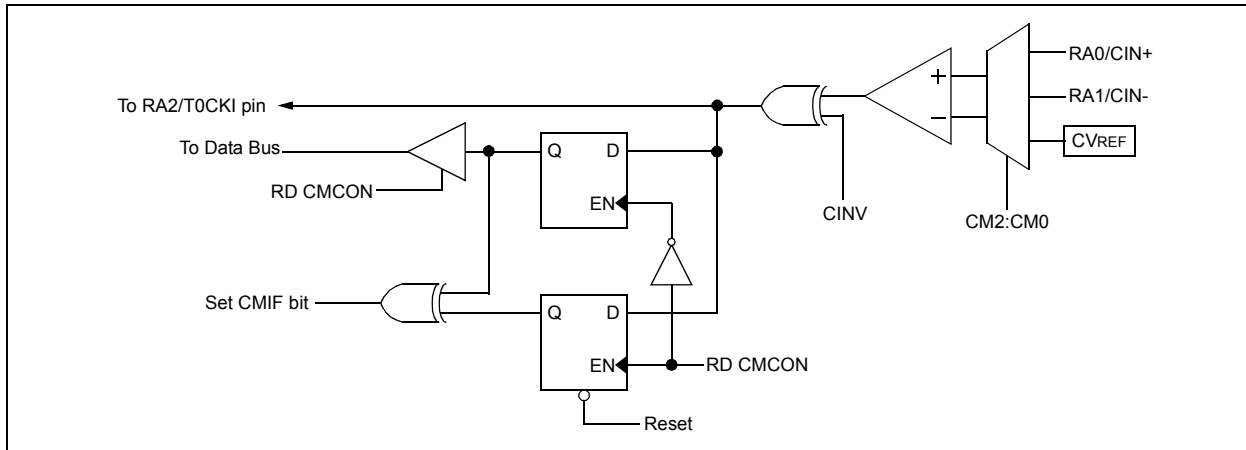 RA0/CIN+
To RA2/T0CKI pin
RA1/CIN-
To Data Bus
Q
D
CVREF
RD CMCON
EN
CINV
CM2:CM0
Set CMIF bit
Q
D
EN
RD CMCON
Reset
+
−